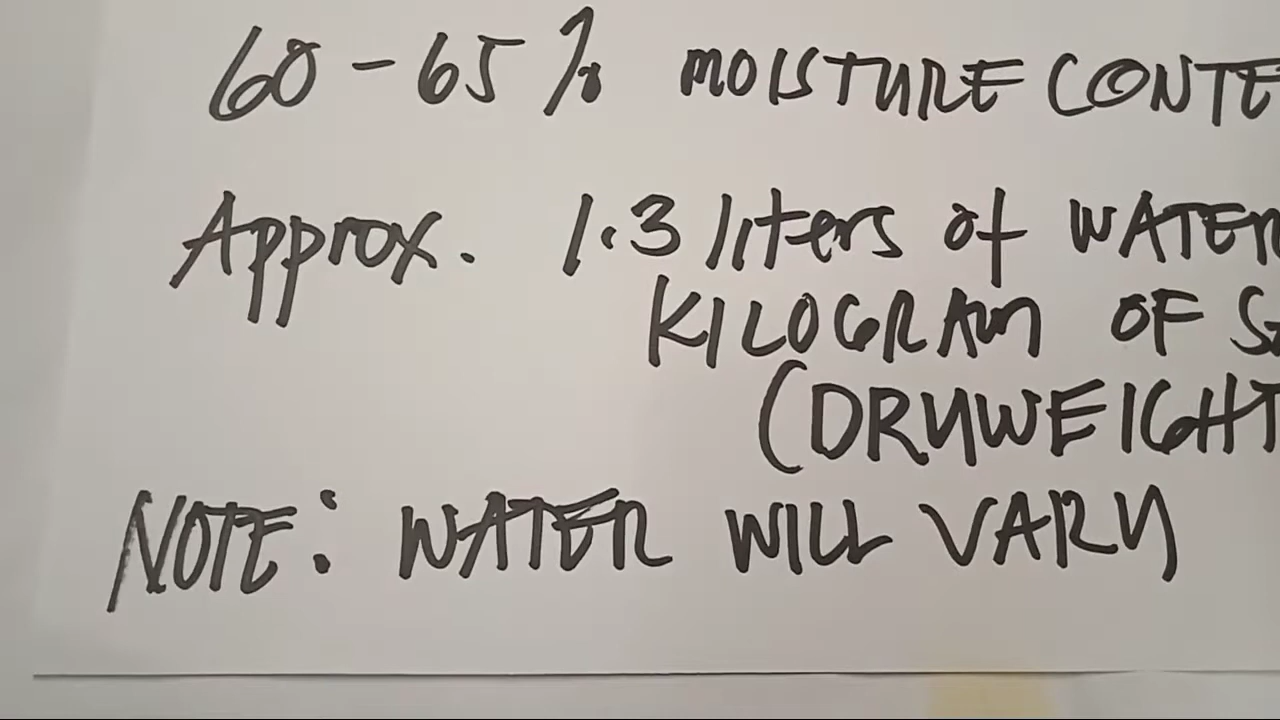 60-65% MOISTURE CONTE
Approx. 1.3 liters of WATER
KILOGRAM OF S
(DRYWEIGHT
NOTE: WATER WILL VARY